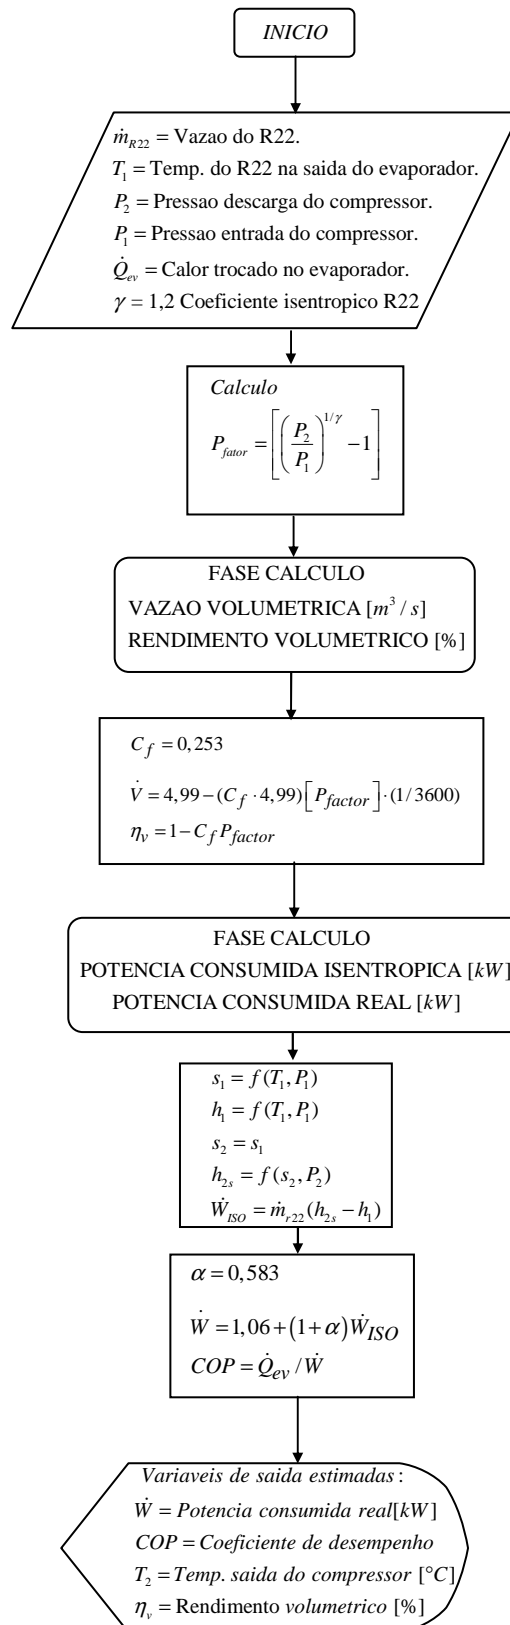 INICIO
ṁ_R22 = Vazao do R22.
T_1 = Temp. do R22 na saida do evaporador.
P_2 = Pressao descarga do compressor.
P_1 = Pressao entrada do compressor.
Q̇_ev = Calor trocado no evaporador.
γ = 1,2 Coeficiente isentropico R22
Calculo
P_fator = [(P_2/P_1)^{1/γ} − 1]
FASE CALCULO
VAZAO VOLUMETRICA [m^3 / s]
RENDIMENTO VOLUMETRICO [%]
C_f = 0,253
V̇ = 4,99 − (C_f · 4,99)[P_factor] · (1/3600)
η_v = 1 − C_f P_factor
FASE CALCULO
POTENCIA CONSUMIDA ISENTROPICA [kW]
POTENCIA CONSUMIDA REAL [kW]
s_1 = f(T_1, P_1)
h_1 = f(T_1, P_1)
s_2 = s_1
h_2s = f(s_2, P_2)
Ẇ_ISO = ṁ_r22(h_2s − h_1)
α = 0,583
Ẇ = 1,06 + (1 + α)Ẇ_ISO
COP = Q̇_ev / Ẇ
Variaveis de saida estimadas :
Ẇ = Potencia consumida real[kW]
COP = Coeficiente de desempenho
T_2 = Temp. saida do compressor [°C]
η_v = Rendimento volumetrico [%]